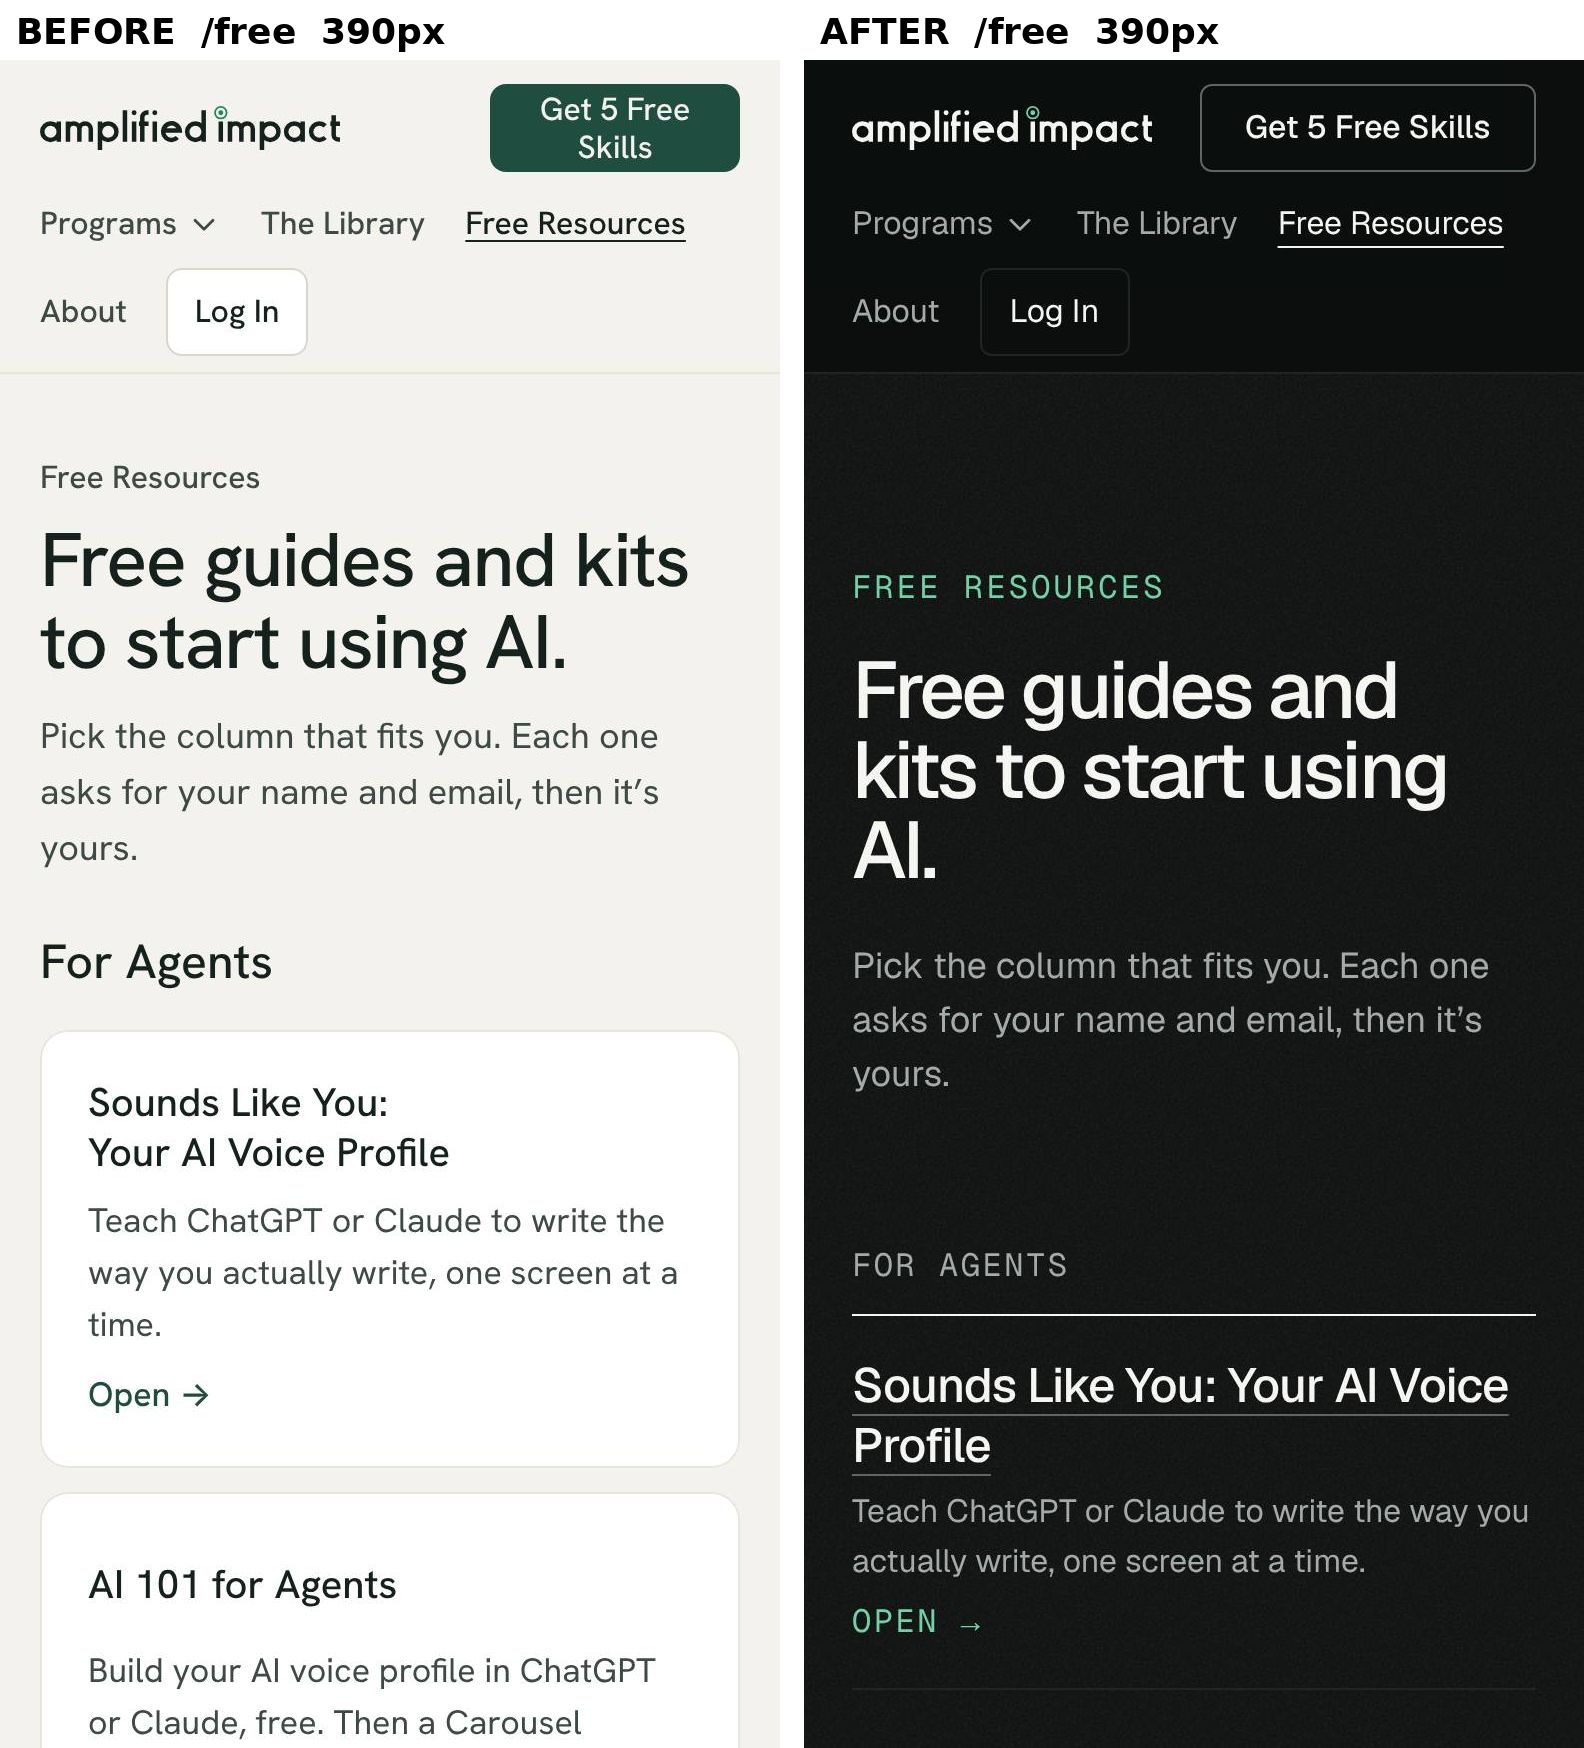 BEFORE /free 390px
amplified impact
Get 5 Free
Skills
Programs
The Library
Free Resources
About
Log In
Free Resources
Free guides and kits
to start using AI.
Pick the column that fits you. Each one
asks for your name and email, then it’s
yours.
For Agents
Sounds Like You:
Your AI Voice Profile
Teach ChatGPT or Claude to write the
way you actually write, one screen at a
time.
Open →
AI 101 for Agents
Build your AI voice profile in ChatGPT
or Claude, free. Then a Carousel
AFTER /free 390px
amplified impact
Get 5 Free Skills
Programs
The Library
Free Resources
About
Log In
FREE RESOURCES
Free guides and
kits to start using
AI.
Pick the column that fits you. Each one
asks for your name and email, then it’s
yours.
FOR AGENTS
Sounds Like You: Your AI Voice
Profile
Teach ChatGPT or Claude to write the way you
actually write, one screen at a time.
OPEN →